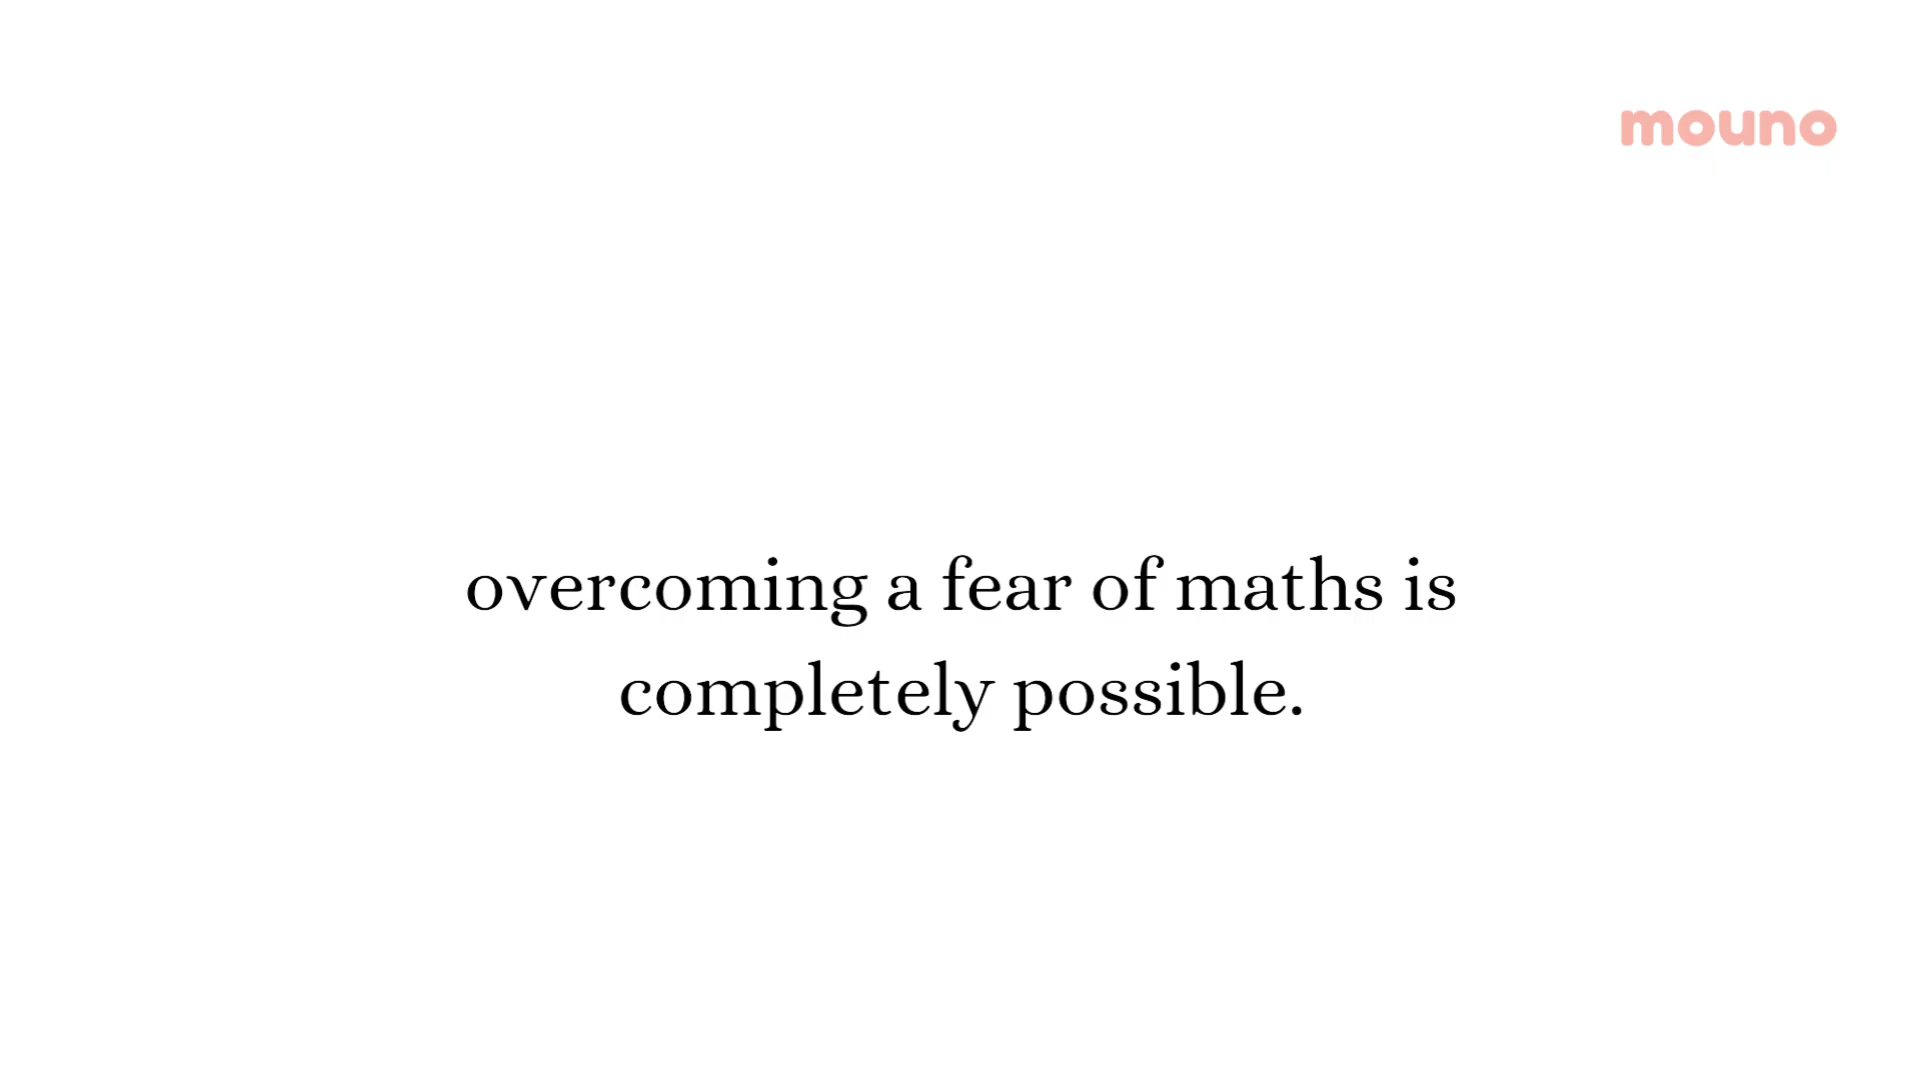 mouno
overcoming a fear of maths is
completely possible.